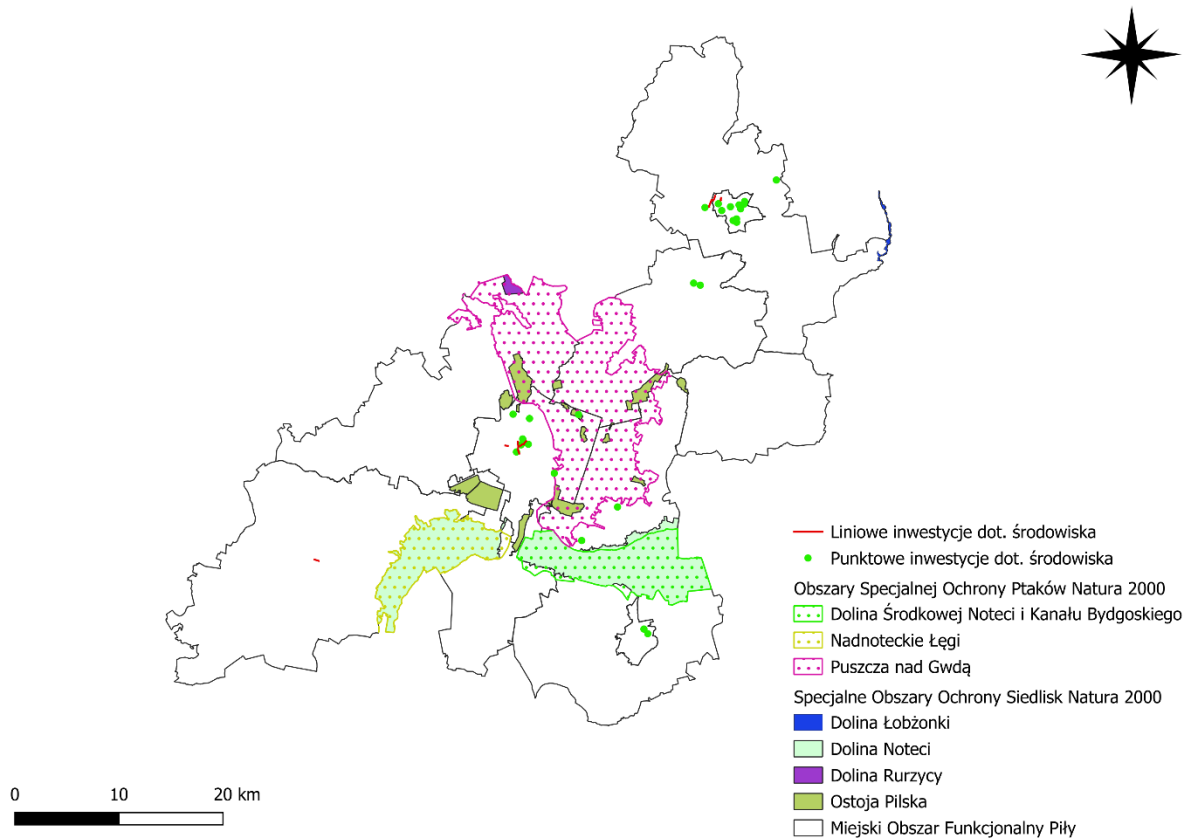 Liniowe inwestycje dot. środowiska
Punktowe inwestycje dot. środowiska
Obszary Specjalnej Ochrony Ptaków Natura 2000
Dolina Środkowej Noteci i Kanału Bydgoskiego
Nadnoteckie Łęgi
Puszcza nad Gwdą
Specjalne Obszary Ochrony Siedlisk Natura 2000
Dolina Łobżonki
Dolina Noteci
Dolina Rurzycy
Ostoja Pilska
Miejski Obszar Funkcjonalny Piły
0 10 20 km